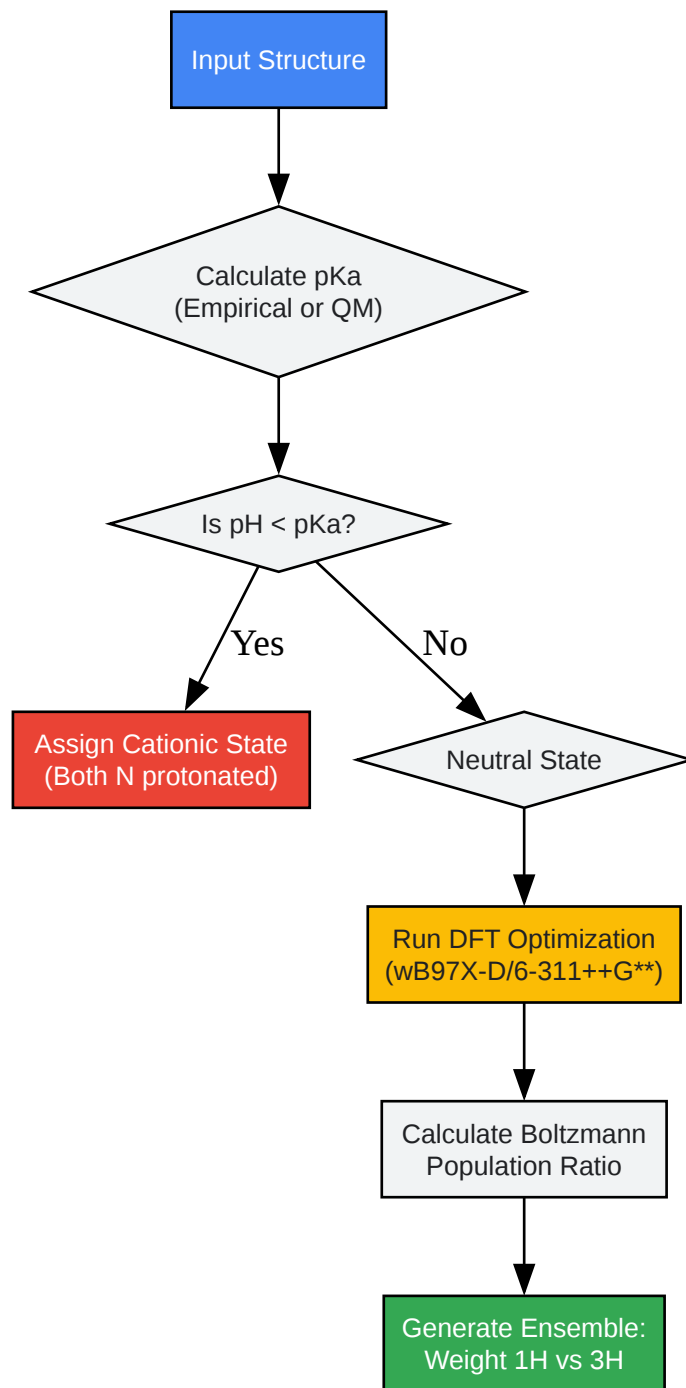 Input Structure
Calculate pKa
(Empirical or QM)
Is pH < pKa?
Yes
No
Assign Cationic State
(Both N protonated)
Neutral State
Run DFT Optimization
(wB97X-D/6-311++G**)
Calculate Boltzmann
Population Ratio
Generate Ensemble:
Weight 1H vs 3H